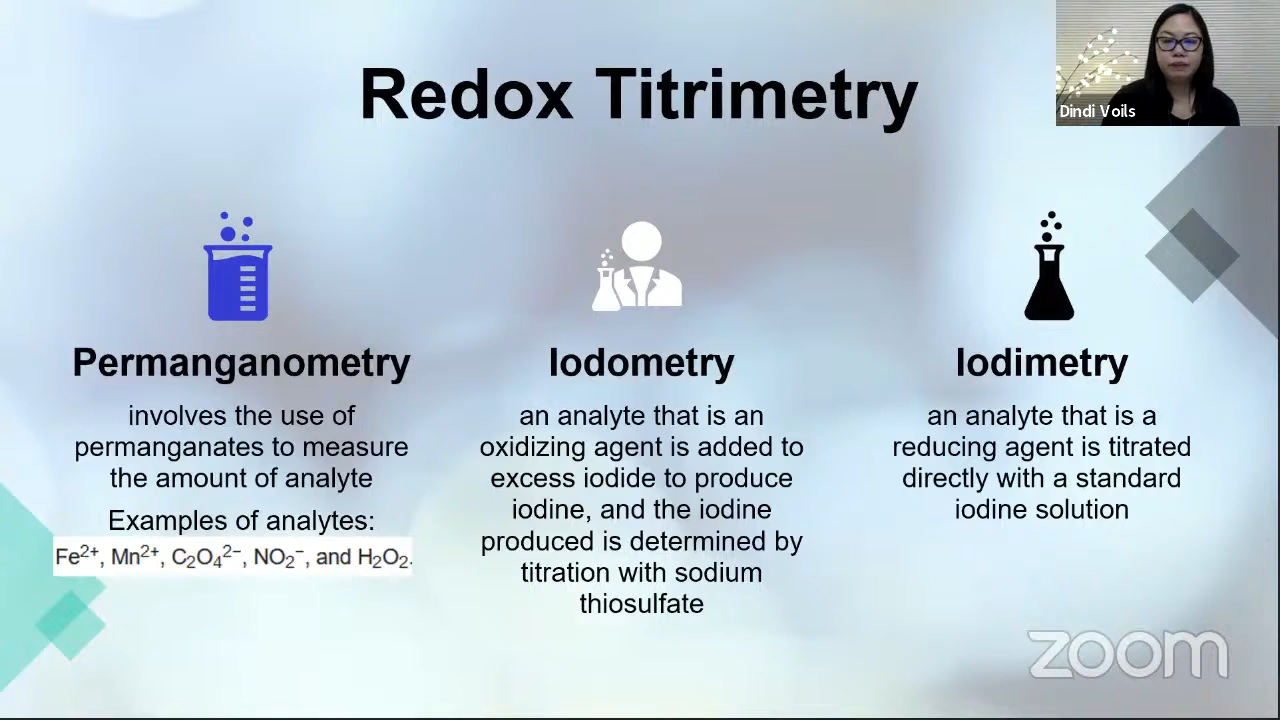 Redox Titrimetry
Dindi Voils
Permanganometry
involves the use of
permanganates to measure
the amount of analyte
Examples of analytes:
Fe²⁺, Mn²⁺, C₂O₄²⁻, NO₂⁻, and H₂O₂.
Iodometry
an analyte that is an
oxidizing agent is added to
excess iodide to produce
iodine, and the iodine
produced is determined by
titration with sodium
thiosulfate
Iodimetry
an analyte that is a
reducing agent is titrated
directly with a standard
iodine solution
zoom